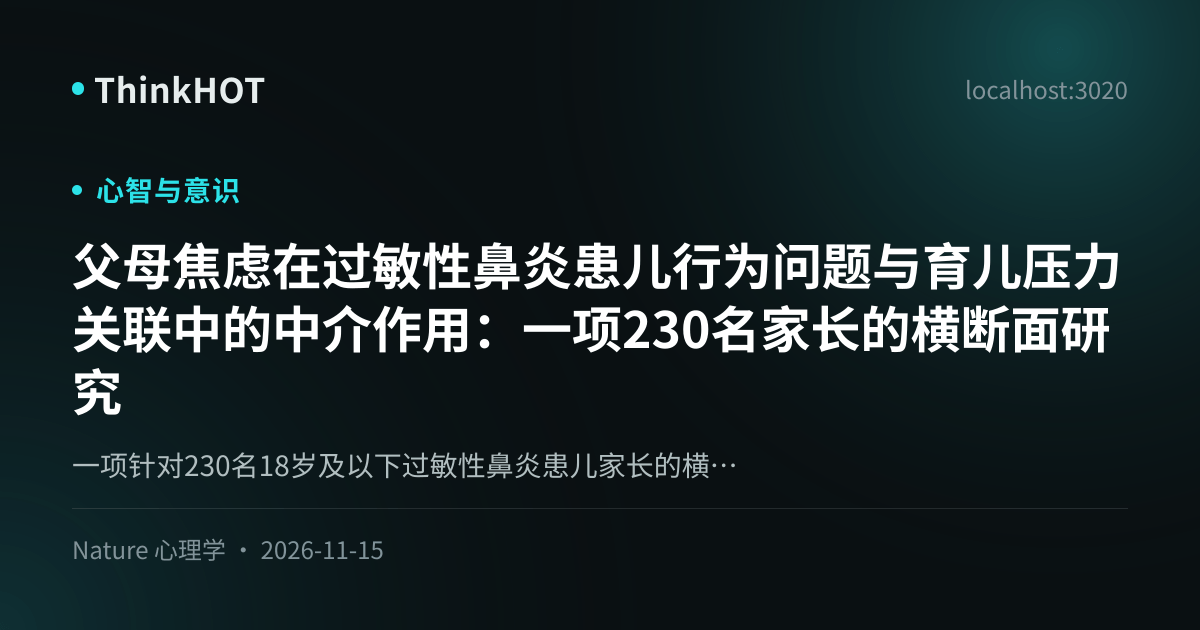 ThinkHOT
localhost:3020
心智与意识
父母焦虑在过敏性鼻炎患儿行为问题与育儿压力
关联中的中介作用：一项230名家长的横断面研
究
一项针对230名18岁及以下过敏性鼻炎患儿家长的横…
Nature 心理学 · 2026-11-15